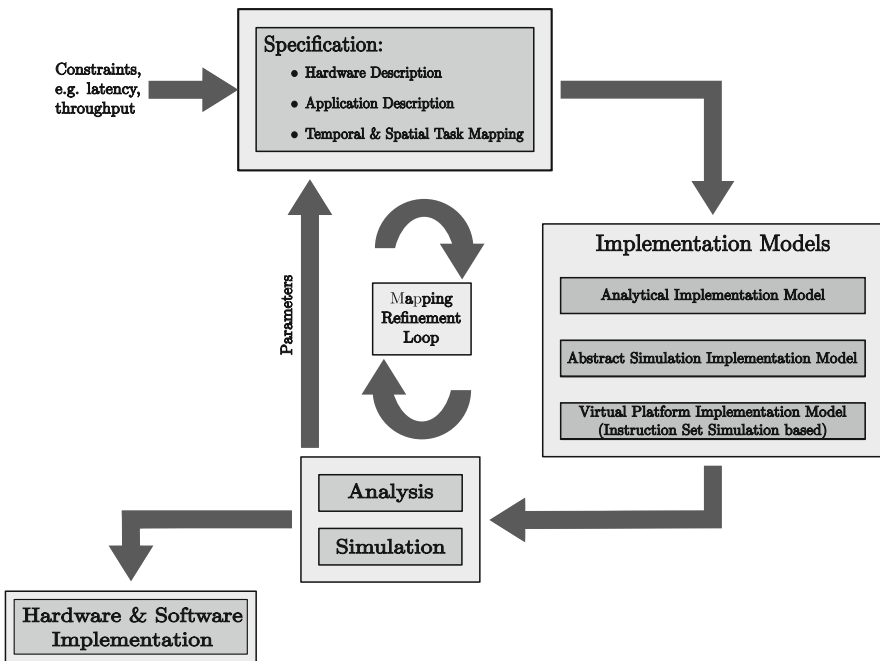 Specification:
• Hardware Description
• Application Description
• Temporal & Spatial Task Mapping
Constraints,
e.g. latency,
throughput
Implementation Models
Analytical Implementation Model
Abstract Simulation Implementation Model
Virtual Platform Implementation Model
(Instruction Set Simulation based)
Parameters
Mapping
Refinement
Loop
Analysis
Simulation
Hardware & Software
Implementation